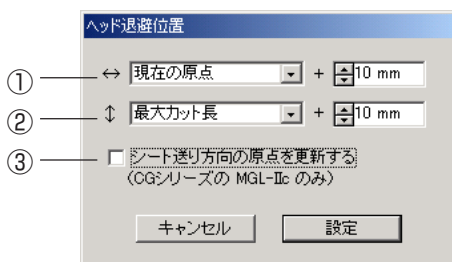 ヘッド退避位置
① ↔ 現在の原点 + 10 mm
② ↕ 最大カット長 + 10 mm
③ シート送り方向の原点を更新する
(CGシリーズの MGL-Ⅱc のみ)
キャンセル 設定